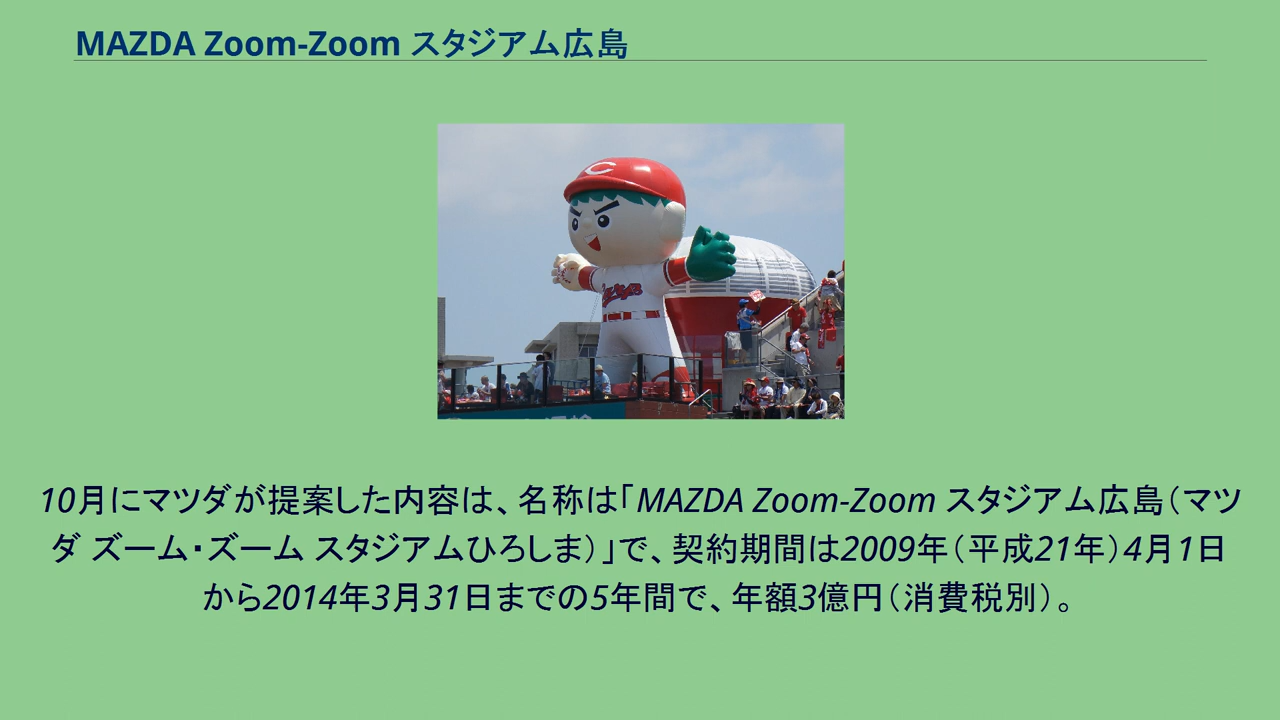 MAZDA Zoom-Zoom スタジアム広島
C
10月にマツダが提案した内容は、名称は「MAZDA Zoom-Zoom スタジアム広島（マツ
ダ ズーム・ズーム スタジアムひろしま）」で、契約期間は2009年（平成21年）4月1日
から2014年3月31日までの5年間で、年額3億円（消費税別）。